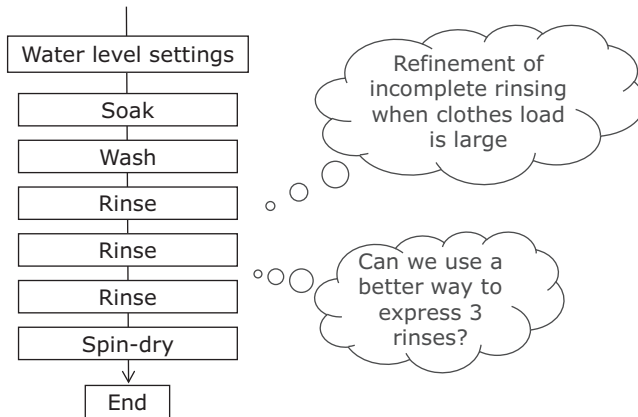 Water level settings
Soak
Wash
Rinse
Rinse
Rinse
Spin-dry
End
Refinement of
incomplete rinsing
when clothes load
is large
Can we use a
better way to
express 3
rinses?